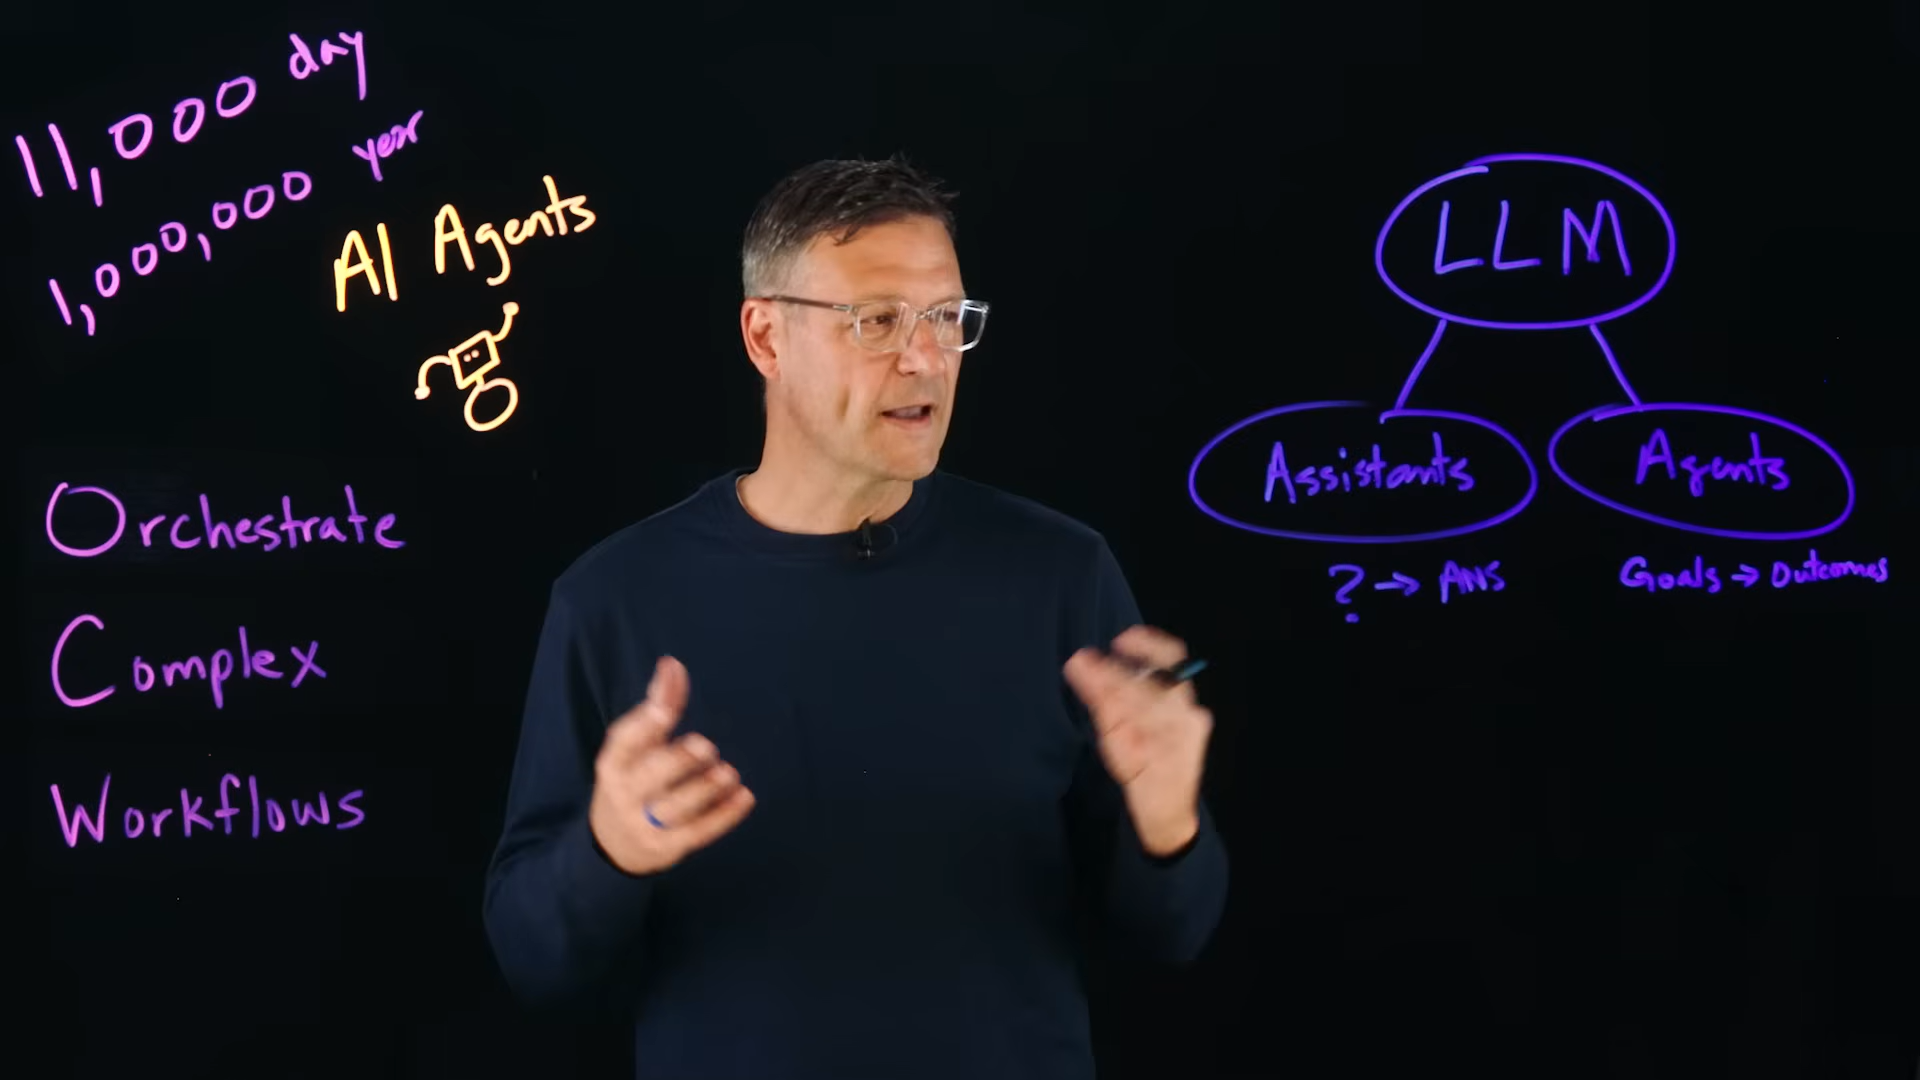 11,000 day
1,000,000 year
AI Agents
Orchestrate
Complex
Workflows
LLM
Assistants
Agents
? → ANS
Goals → Outcomes